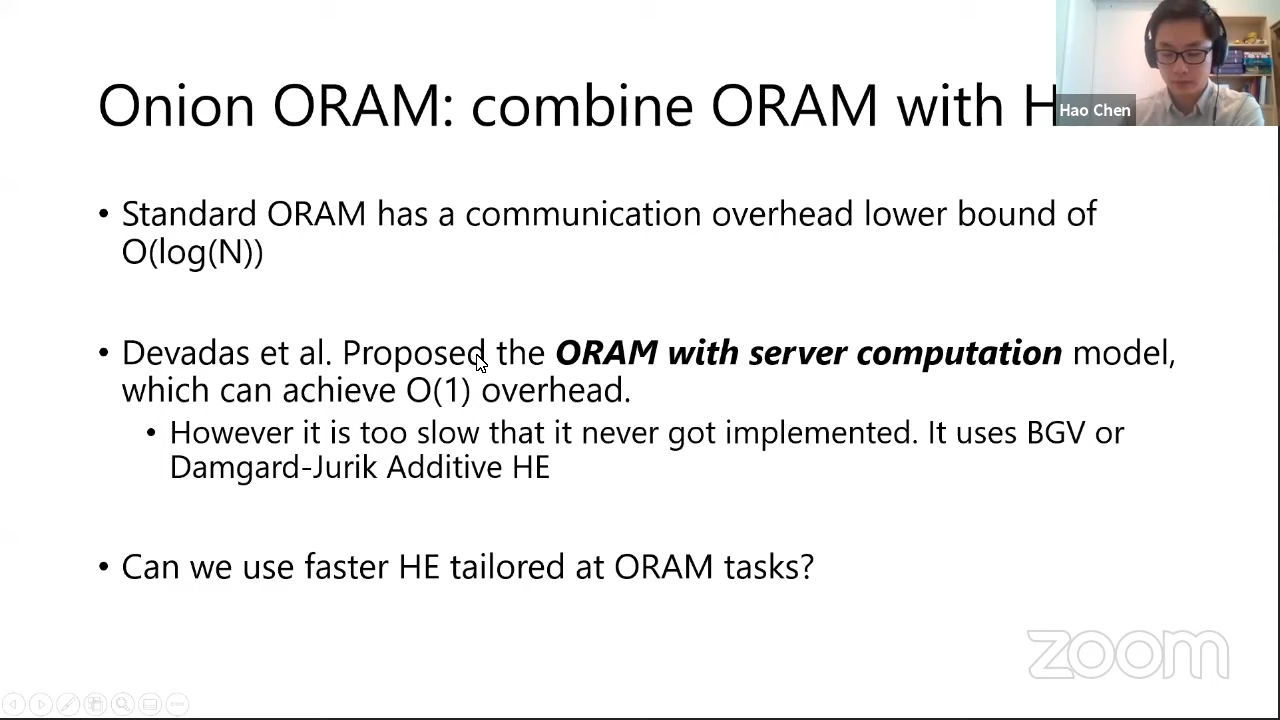 Onion ORAM: combine ORAM with H
Hao Chen
• Standard ORAM has a communication overhead lower bound of
O(log(N))
• Devadas et al. Proposed the ORAM with server computation model,
which can achieve O(1) overhead.
• However it is too slow that it never got implemented. It uses BGV or
Damgard-Jurik Additive HE
• Can we use faster HE tailored at ORAM tasks?
zoom